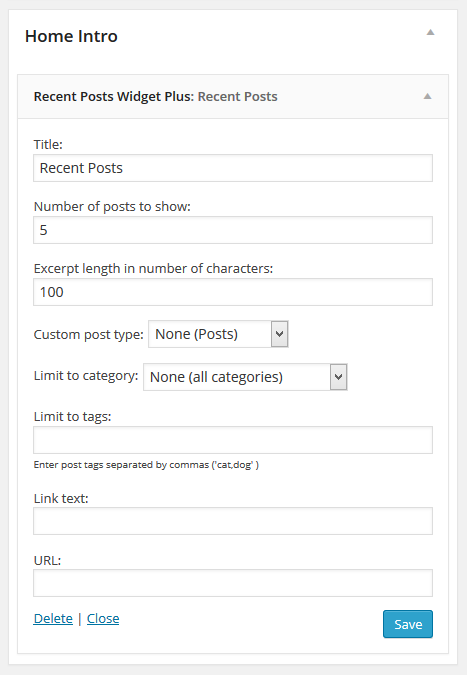 Home Intro
Recent Posts Widget Plus: Recent Posts
Title:
Recent Posts
Number of posts to show:
5
Excerpt length in number of characters:
100
Custom post type: None (Posts)
Limit to category: None (all categories)
Limit to tags:
Enter post tags separated by commas ('cat,dog' )
Link text:
URL:
Delete | Close
Save